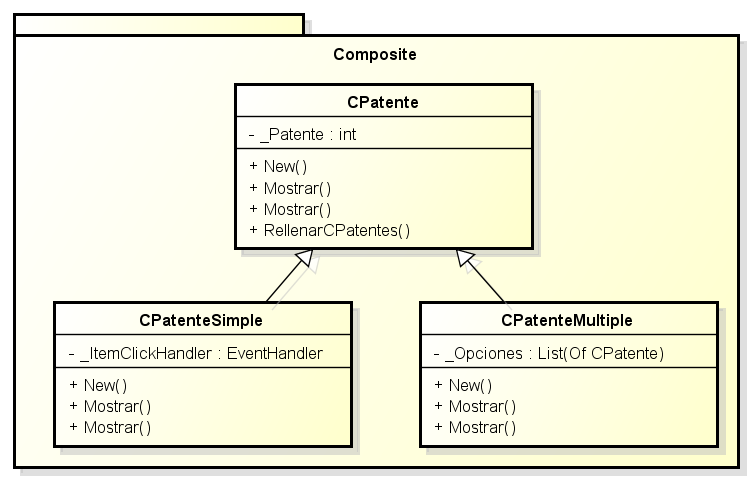 Composite
CPatente
- _Patente : int
+ New()
+ Mostrar()
+ Mostrar()
+ RellenarCPatentes()
CPatenteSimple
- _ItemClickHandler : EventHandler
+ New()
+ Mostrar()
+ Mostrar()
CPatenteMultiple
- _Opciones : List(Of CPatente)
+ New()
+ Mostrar()
+ Mostrar()